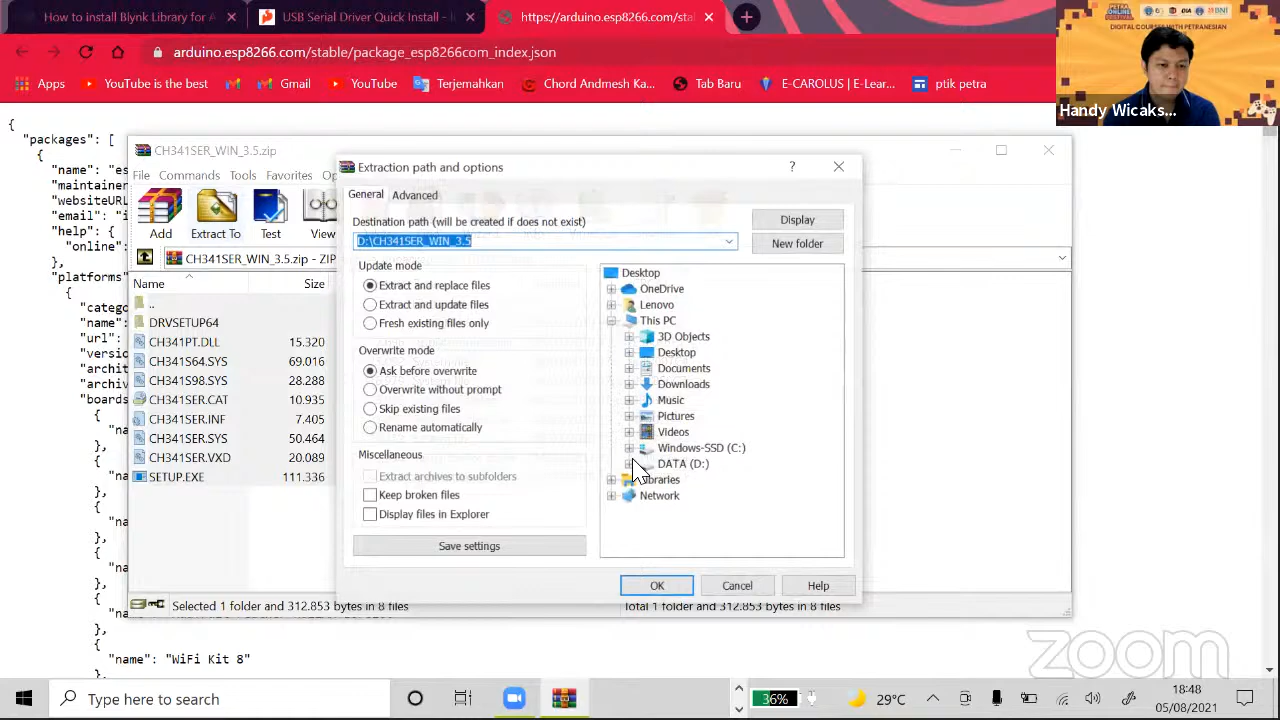 How to install Blynk Library for A
USB Serial Driver Quick Install -
https://arduino.esp8266.com/stal
arduino.esp8266.com/stable/package_esp8266com_index.json
Apps
YouTube is the best
Gmail
YouTube
Terjemahkan
Chord Andmesh Ka...
Tab Baru
E-CAROLUS | E-Lear...
ptik petra
DIGITAL COURSES WITH PETRANESIAN
Handy Wicaks...
{
"packages": [
{
"name": "es
"maintainer
"websiteURL
"email": "i
"help": {
"online":
},
"platforms"
{
"catego
"name":
"url":
"versio
"archit
"archiv
"boards
{
},
{
},
{
},
{
},
{
},
{
},
{
"name": "WiFi Kit 8"
},
CH341SER_WIN_3.5.zip
File Commands Tools Favorites Op
Add
Extract To
Test
View
CH341SER_WIN_3.5.zip - ZIP
Name Size
..
DRVSETUP64
CH341PT.DLL 15.320
CH341S64.SYS 69.016
CH341S98.SYS 28.288
CH341SER.CAT 10.935
CH341SER.INF 7.405
CH341SER.SYS 50.464
CH341SER.VXD 20.089
SETUP.EXE 111.336
Selected 1 folder and 312.853 bytes in 8 files
Total 1 folder and 312.853 bytes in 8 files
Extraction path and options
?
General
Advanced
Destination path (will be created if does not exist)
D:\CH341SER_WIN_3.5
Display
New folder
Update mode
Extract and replace files
Extract and update files
Fresh existing files only
Overwrite mode
Ask before overwrite
Overwrite without prompt
Skip existing files
Rename automatically
Miscellaneous
Extract archives to subfolders
Keep broken files
Display files in Explorer
Save settings
Desktop
OneDrive
Lenovo
This PC
3D Objects
Desktop
Documents
Downloads
Music
Pictures
Videos
Windows-SSD (C:)
DATA (D:)
Libraries
Network
OK
Cancel
Help
zoom
Type here to search
36%
29°C
18:48
05/08/2021